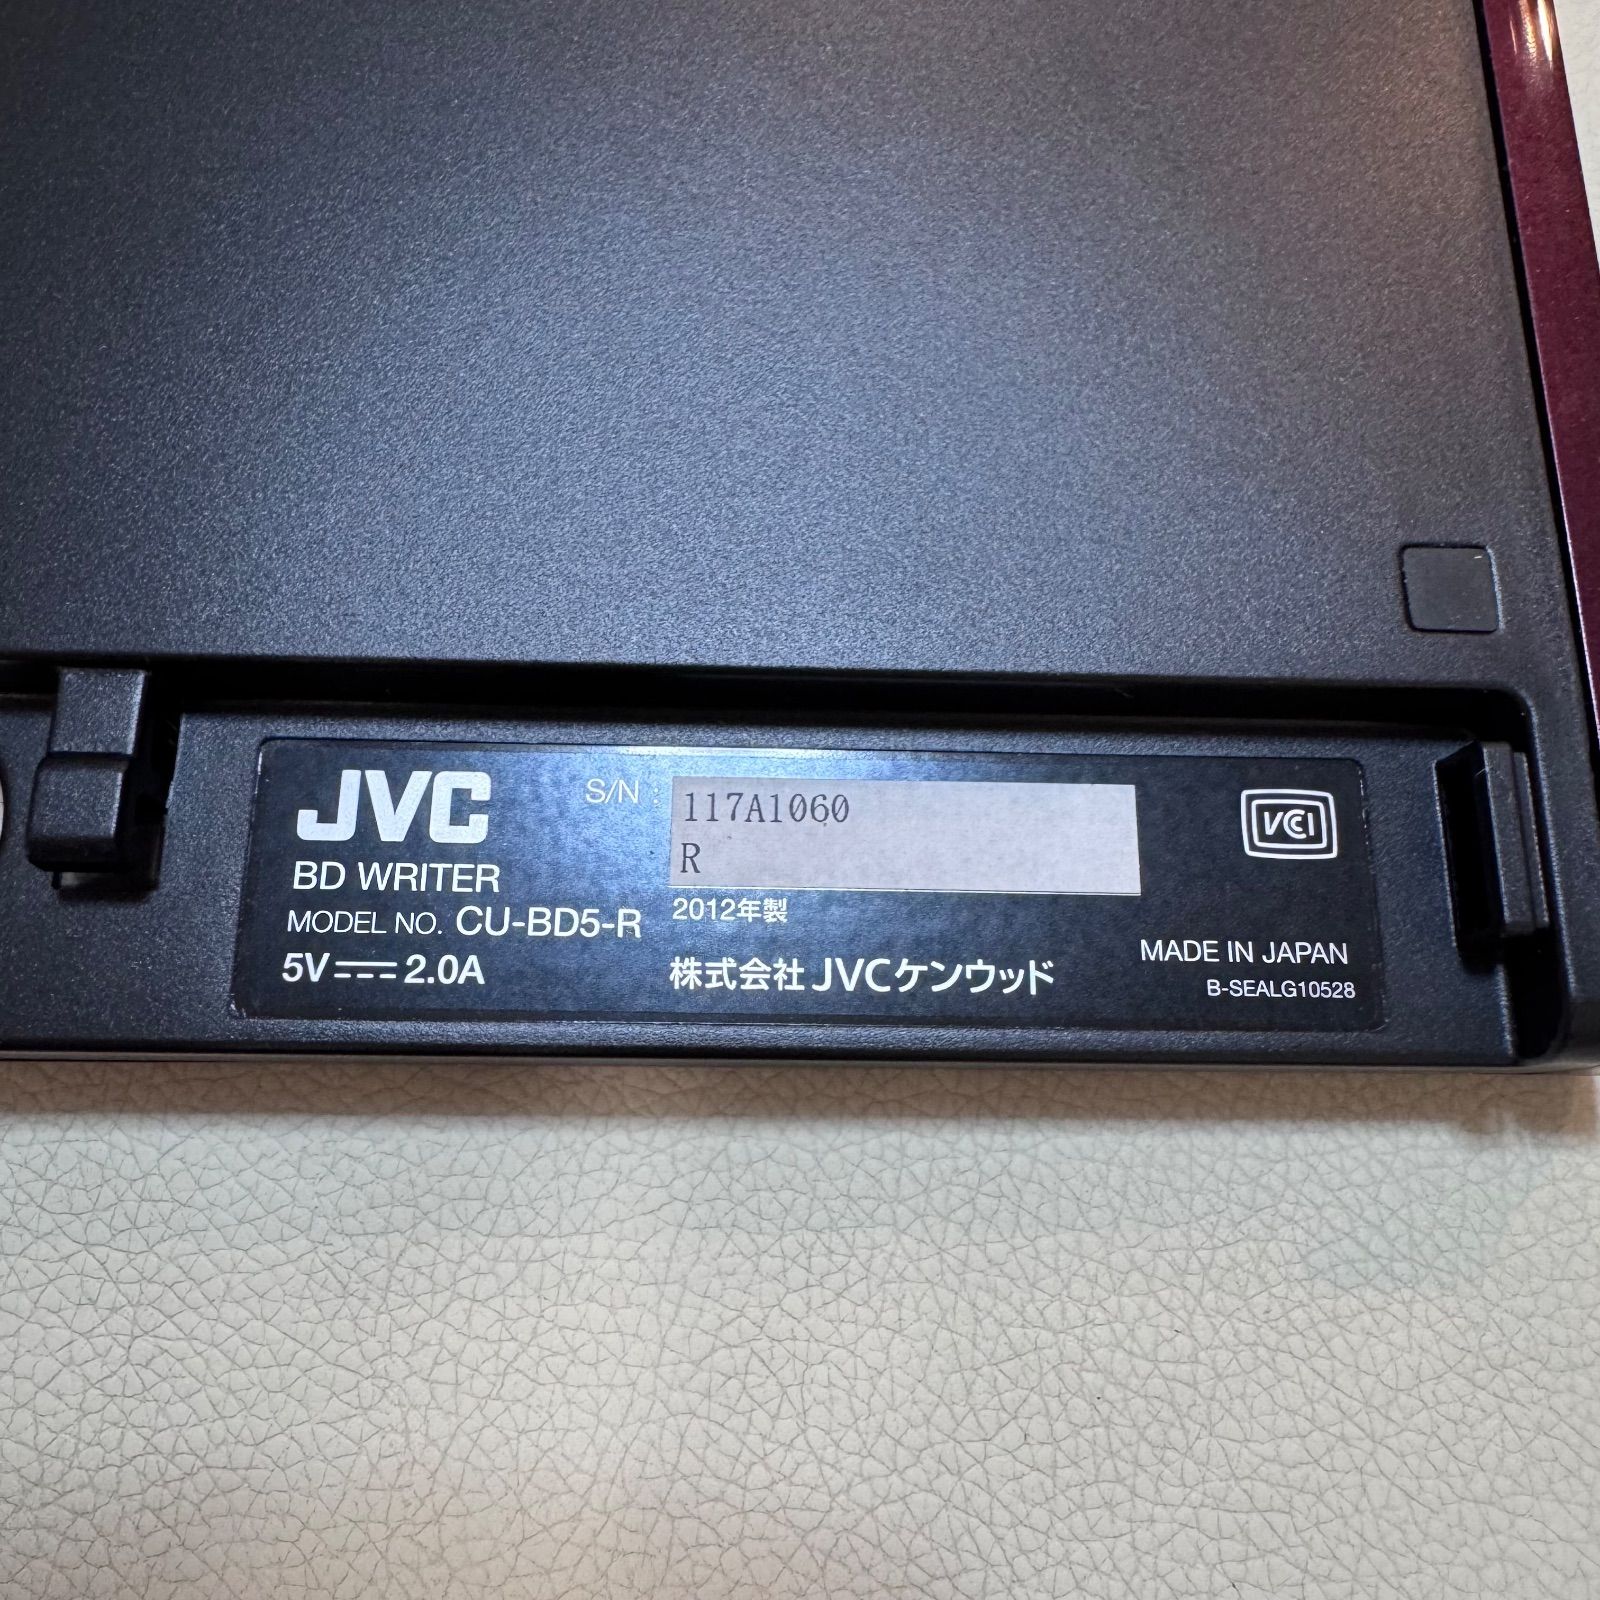 JVC
BD WRITER
MODEL NO. CU-BD5-R
5V 2.0A
S/N : 117A1060
R
2012年製
株式会社 JVCケンウッド
VCI
MADE IN JAPAN
B-SEALG10528